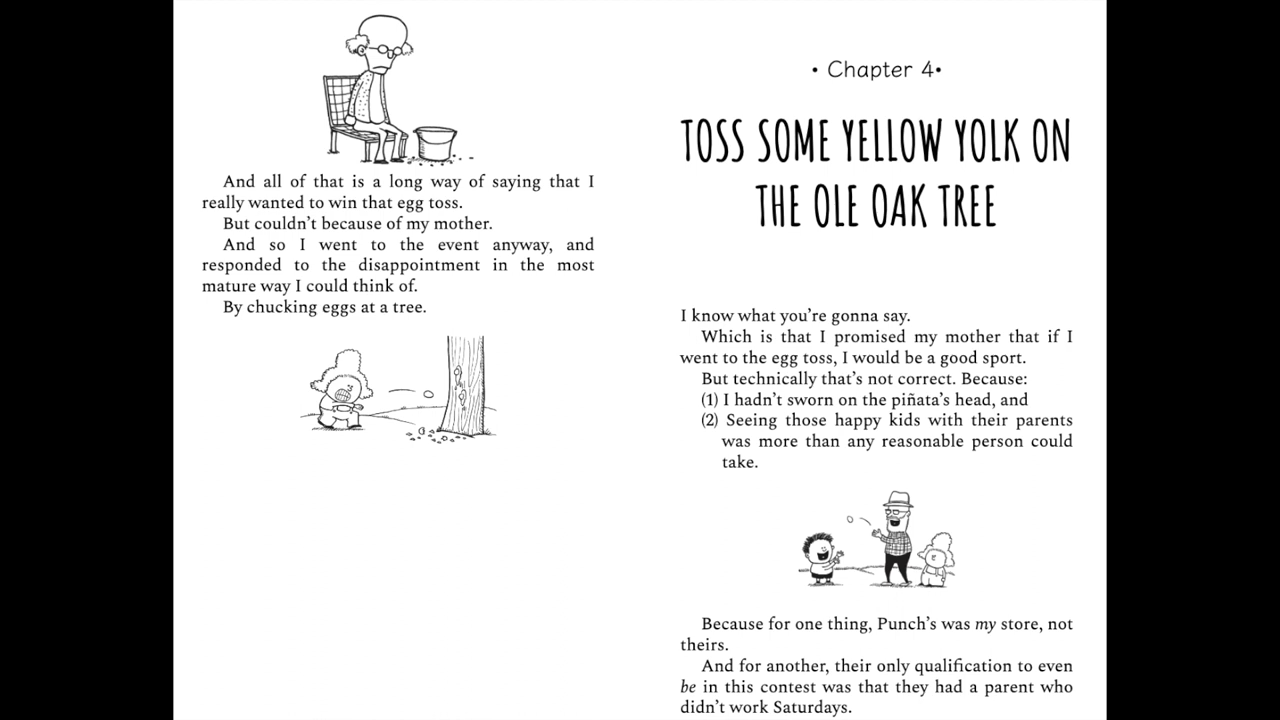 And all of that is a long way of saying that I
really wanted to win that egg toss.
But couldn’t because of my mother.
And so I went to the event anyway, and
responded to the disappointment in the most
mature way I could think of.
By chucking eggs at a tree.
• Chapter 4•
TOSS SOME YELLOW YOLK ON
THE OLE OAK TREE
I know what you’re gonna say.
Which is that I promised my mother that if I
went to the egg toss, I would be a good sport.
But technically that’s not correct. Because:
(1) I hadn’t sworn on the piñata’s head, and
(2) Seeing those happy kids with their parents
was more than any reasonable person could
take.
Because for one thing, Punch’s was my store, not
theirs.
And for another, their only qualification to even
be in this contest was that they had a parent who
didn’t work Saturdays.